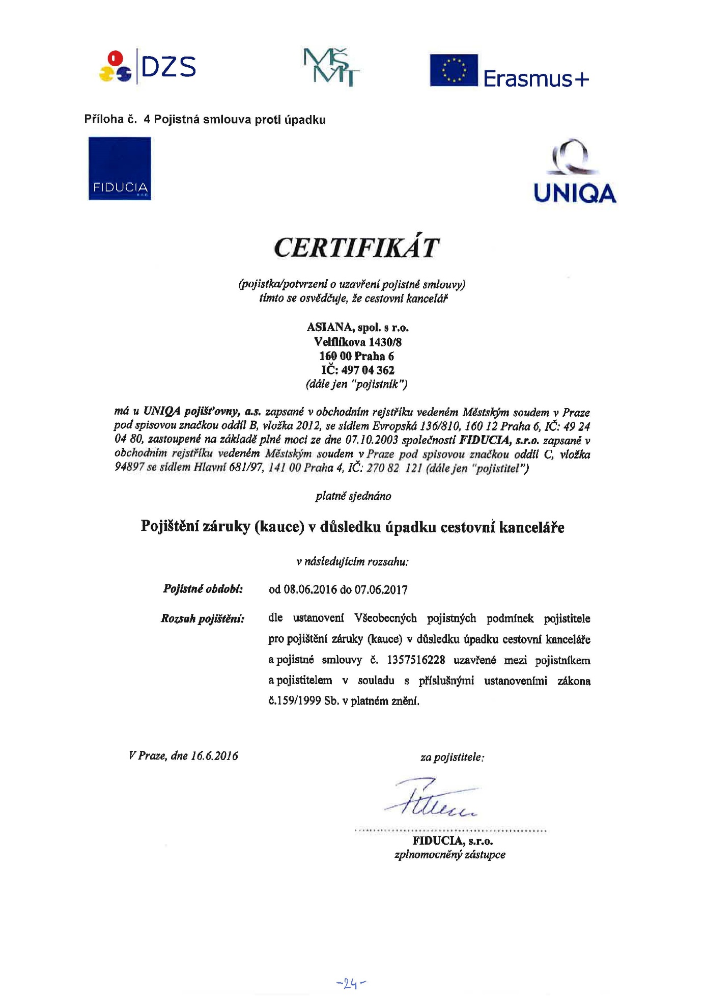 DZS
MŠMT
Erasmus+
Příloha č. 4 Pojistná smlouva proti úpadku
FIDUCIA
s.r.o.
UNIQA
CERTIFIKÁT
(pojistka/potvrzení o uzavření pojistné smlouvy)
tímto se osvědčuje, že cestovní kancelář
ASIANA, spol. s r.o.
Velflíkova 1430/8
160 00 Praha 6
IČ: 497 04 362
(dále jen "pojistník")
má u UNIQA pojišťovny, a.s. zapsané v obchodním rejstříku vedeném Městským soudem v Praze
pod spisovou značkou oddíl B, vložka 2012, se sídlem Evropská 136/810, 160 12 Praha 6, IČ: 49 24
04 80, zastoupené na základě plné moci ze dne 07.10.2003 společností FIDUCIA, s.r.o. zapsané v
obchodním rejstříku vedeném Městským soudem v Praze pod spisovou značkou oddíl C, vložka
94897 se sídlem Hlavní 681/97, 141 00 Praha 4, IČ: 270 82 121 (dále jen "pojistitel")
platně sjednáno
Pojištění záruky (kauce) v důsledku úpadku cestovní kanceláře
v následujícím rozsahu:
Pojistné období: od 08.06.2016 do 07.06.2017
Rozsah pojištění: dle ustanovení Všeobecných pojistných podmínek pojistitele
pro pojištění záruky (kauce) v důsledku úpadku cestovní kanceláře
a pojistné smlouvy č. 1357516228 uzavřené mezi pojistníkem
a pojistitelem v souladu s příslušnými ustanoveními zákona
č.159/1999 Sb. v platném znění.
V Praze, dne 16.6.2016 za pojistitele:
FIDUCIA, s.r.o.
zplnomocněný zástupce
-24-